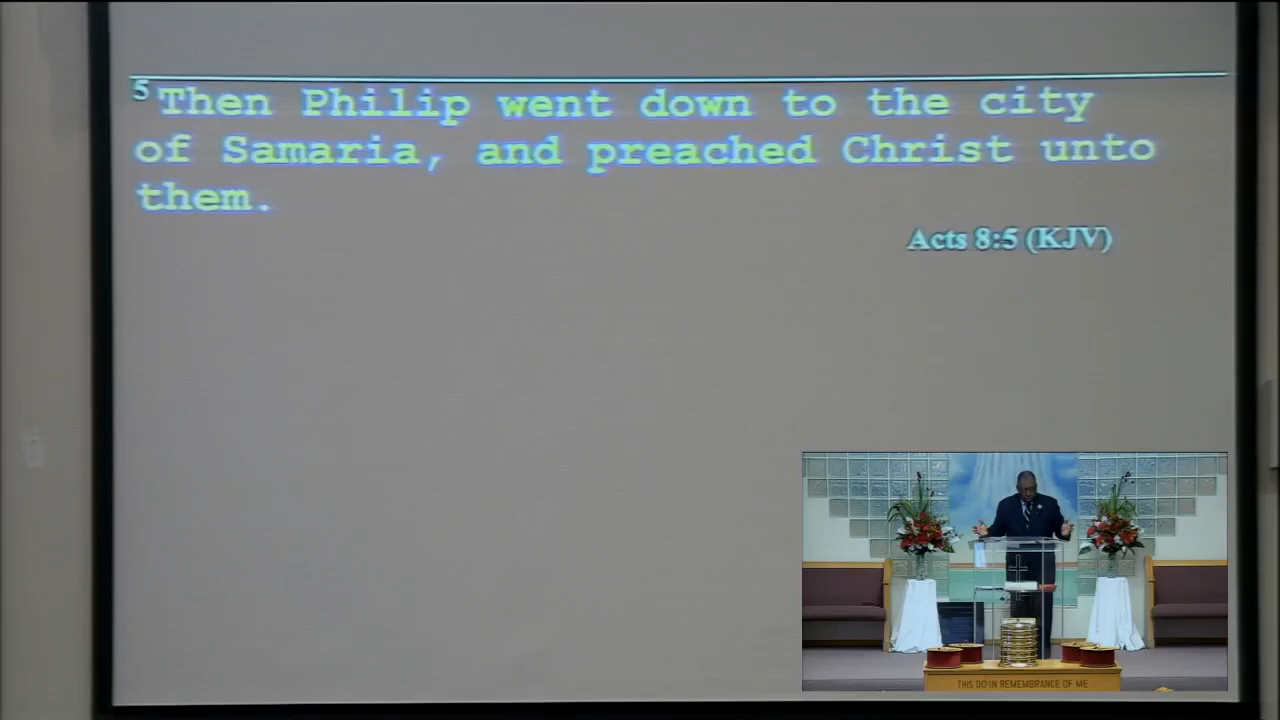 5 Then Philip went down to the city
of Samaria, and preached Christ unto
them.
Acts 8:5 (KJV)
THIS DO IN REMEMBRANCE OF ME